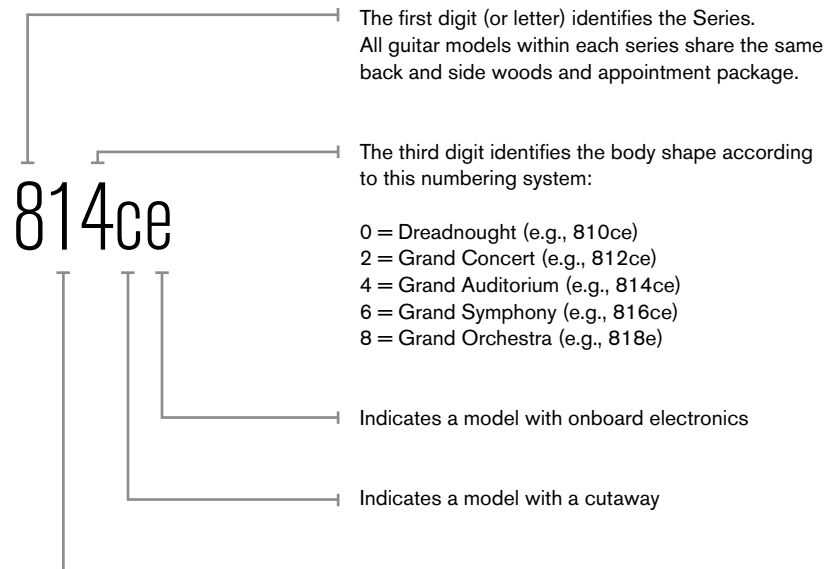 The first digit (or letter) identifies the Series.
All guitar models within each series share the same
back and side woods and appointment package.
The third digit identifies the body shape according
to this numbering system:
814ce
0 = Dreadnought (e.g., 810ce)
2 = Grand Concert (e.g., 812ce)
4 = Grand Auditorium (e.g., 814ce)
6 = Grand Symphony (e.g., 816ce)
8 = Grand Orchestra (e.g., 818e)
Indicates a model with onboard electronics
Indicates a model with a cutaway